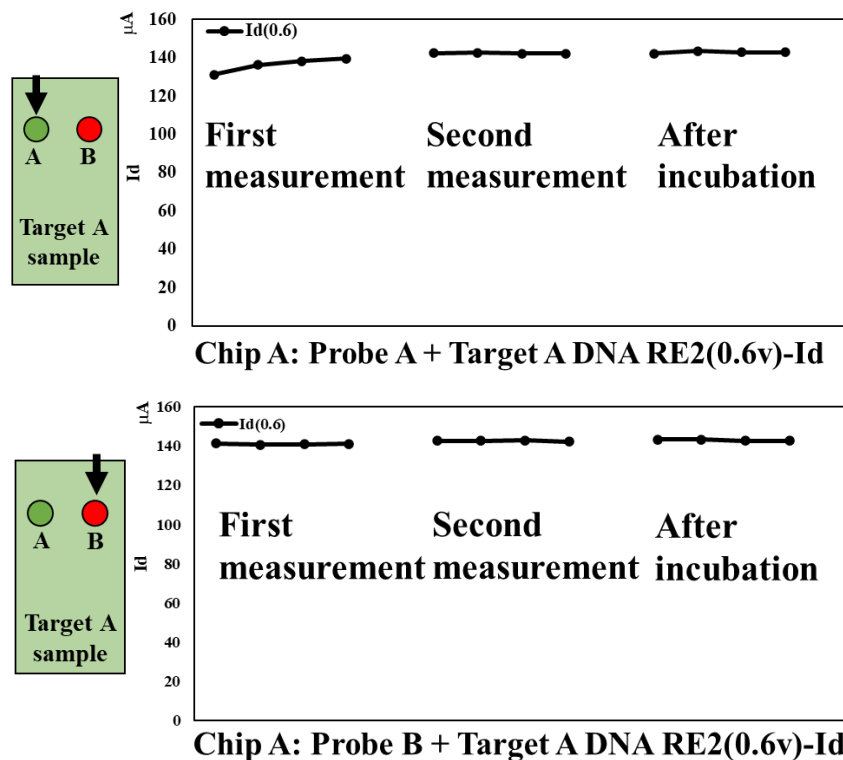 μA
160
140
120
100
80
60
40
20
0
Id
Id(0.6)
First
measurement
Second
measurement
After
incubation
A
B
Target A
sample
Chip A: Probe A + Target A DNA RE2(0.6v)-Id
μA
160
140
120
100
80
60
40
20
0
Id
Id(0.6)
First
measurement
Second
measurement
After
incubation
A
B
Target A
sample
Chip A: Probe B + Target A DNA RE2(0.6v)-Id